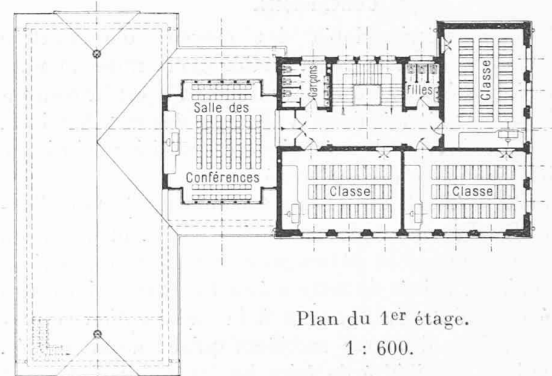 Garçons
Filles
Classe
Salle des
Conférences
Classe
Classe
Plan du 1er étage.
1 : 600.